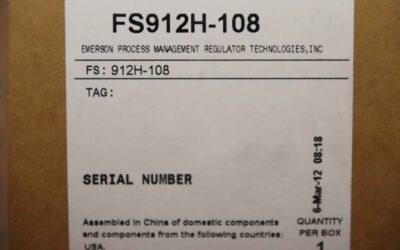 FS912H-108
EMERSON PROCESS MANAGEMENT REGULATOR TECHNOLOGIES,INC
FS: 912H-108
TAG:
SERIAL NUMBER
6-Mar-12 08:18
Assembled in China of domestic components
and components from the following countries:
USA.
QUANTITY
PER BOX
1